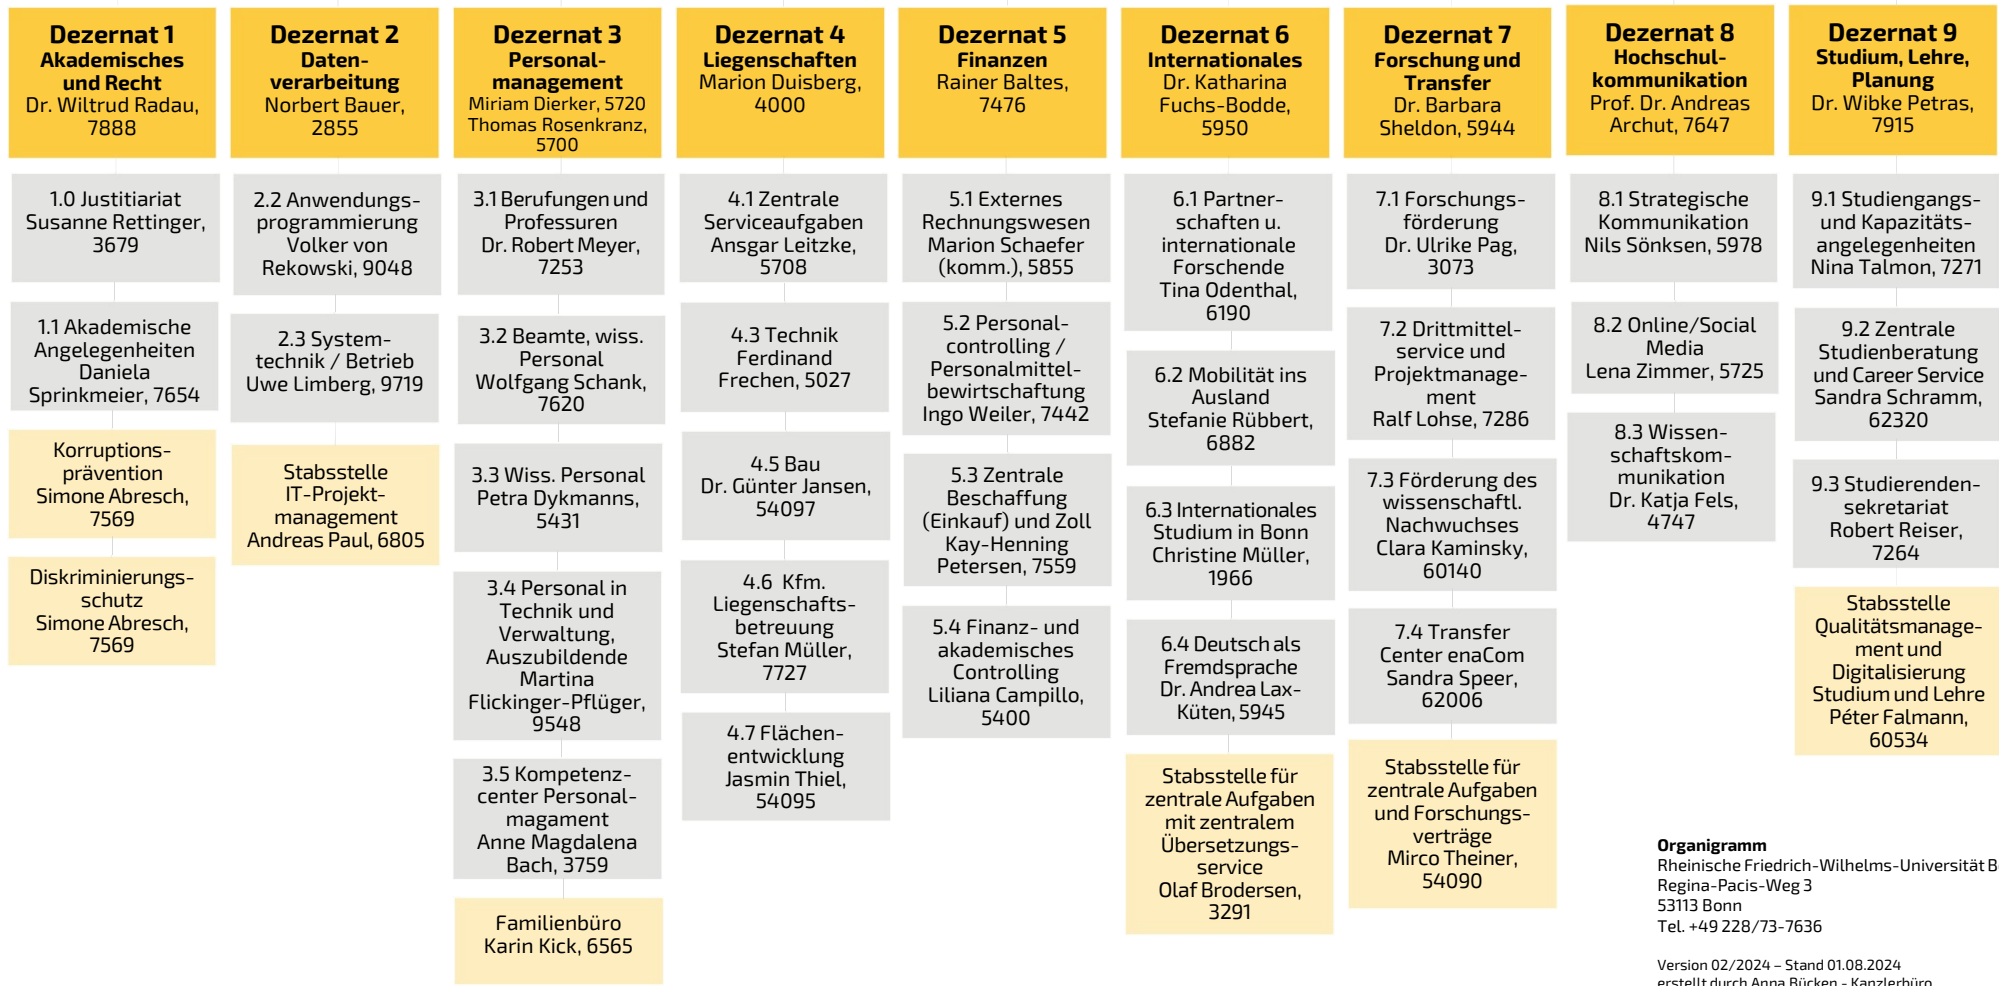 Dezernat 1
Akademisches
und Recht
Dr. Wiltrud Radau,
7888
1.0 Justitiariat
Susanne Rettinger,
3679
1.1 Akademische
Angelegenheiten
Daniela
Sprinkmeier, 7654
Korruptions-
prävention
Simone Abresch,
7569
Diskriminierungs-
schutz
Simone Abresch,
7569
Dezernat 2
Daten-
verarbeitung
Norbert Bauer,
2855
2.2 Anwendungs-
programmierung
Volker von
Rekowski, 9048
2.3 System-
technik / Betrieb
Uwe Limberg, 9719
Stabsstelle
IT-Projekt-
management
Andreas Paul, 6805
Dezernat 3
Personal-
management
Miriam Dierker, 5720
Thomas Rosenkranz,
5700
3.1 Berufungen und
Professuren
Dr. Robert Meyer,
7253
3.2 Beamte, wiss.
Personal
Wolfgang Schank,
7620
3.3 Wiss. Personal
Petra Dykmanns,
5431
3.4 Personal in
Technik und
Verwaltung,
Auszubildende
Martina
Flickinger-Pflüger,
9548
3.5 Kompetenz-
center Personal-
magament
Anne Magdalena
Bach, 3759
Familienbüro
Karin Kick, 6565
Dezernat 4
Liegenschaften
Marion Duisberg,
4000
4.1 Zentrale
Serviceaufgaben
Ansgar Leitzke,
5708
4.3 Technik
Ferdinand
Frechen, 5027
4.5 Bau
Dr. Günter Jansen,
54097
4.6 Kfm.
Liegenschafts-
betreuung
Stefan Müller,
7727
4.7 Flächen-
entwicklung
Jasmin Thiel,
54095
Dezernat 5
Finanzen
Rainer Baltes,
7476
5.1 Externes
Rechnungswesen
Marion Schaefer
(komm.), 5855
5.2 Personal-
controlling /
Personalmittel-
bewirtschaftung
Ingo Weiler, 7442
5.3 Zentrale
Beschaffung
(Einkauf) und Zoll
Kay-Henning
Petersen, 7559
5.4 Finanz- und
akademisches
Controlling
Liliana Campillo,
5400
Dezernat 6
Internationales
Dr. Katharina
Fuchs-Bodde,
5950
6.1 Partner-
schaften u.
internationale
Forschende
Tina Odenthal,
6190
6.2 Mobilität ins
Ausland
Stefanie Rübbert,
6882
6.3 Internationales
Studium in Bonn
Christine Müller,
1966
6.4 Deutsch als
Fremdsprache
Dr. Andrea Lax-
Küten, 5945
Stabsstelle für
zentrale Aufgaben
mit zentralem
Übersetzungs-
service
Olaf Brodersen,
3291
Dezernat 7
Forschung und
Transfer
Dr. Barbara
Sheldon, 5944
7.1 Forschungs-
förderung
Dr. Ulrike Pag,
3073
7.2 Drittmittel-
service und
Projektmanage-
ment
Ralf Lohse, 7286
7.3 Förderung des
wissenschaftl.
Nachwuchses
Clara Kaminsky,
60140
7.4 Transfer
Center enaCom
Sandra Speer,
62006
Stabsstelle für
zentrale Aufgaben
und Forschungs-
verträge
Mirco Theiner,
54090
Dezernat 8
Hochschul-
kommunikation
Prof. Dr. Andreas
Archut, 7647
8.1 Strategische
Kommunikation
Nils Sönksen, 5978
8.2 Online/Social
Media
Lena Zimmer, 5725
8.3 Wissen-
schaftskom-
munikation
Dr. Katja Fels,
4747
Dezernat 9
Studium, Lehre,
Planung
Dr. Wibke Petras,
7915
9.1 Studiengangs-
und Kapazitäts-
angelegenheiten
Nina Talmon, 7271
9.2 Zentrale
Studienberatung
und Career Service
Sandra Schramm,
62320
9.3 Studierenden-
sekretariat
Robert Reiser,
7264
Stabsstelle
Qualitätsmanage-
ment und
Digitalisierung
Studium und Lehre
Péter Falmann,
60534
Organigramm
Rheinische Friedrich-Wilhelms-Universität
Regina-Pacis-Weg 3
53113 Bonn
Tel. +49 228/73-7636
Version 02/2024 – Stand 01.08.2024
erstellt durch Anna Bücken - Kanzlerbüro